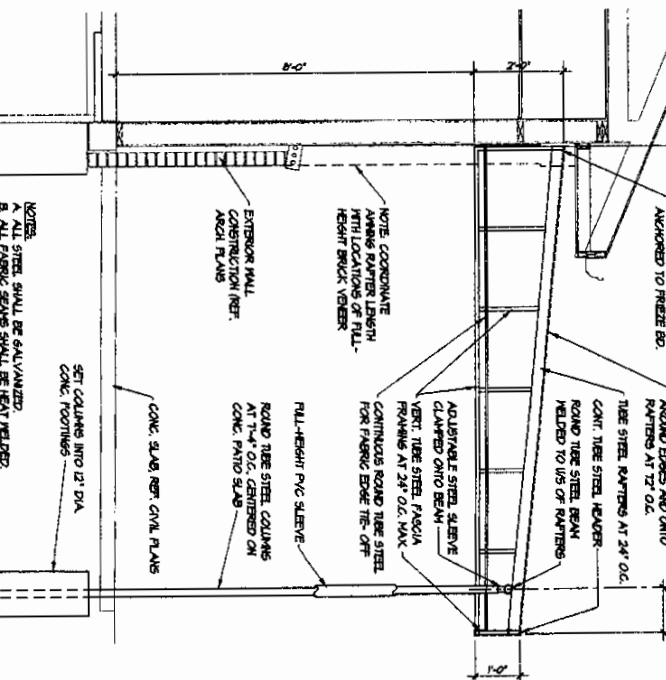 ANCHORED TO FREIZE BD.
AROUND EDGES AND ONTO
RAFTERS AT 12" O.C.
TUBE STEEL RAFTERS AT 24" O.C.
CONT. TUBE STEEL HEADER
ROUND TUBE STEEL BEAM
WELDED TO U/S OF RAFTERS
2'-0"
1'-0"
8'-0"
NOTE: COORDINATE
AWNING RAFTER LENGTH
WITH LOCATIONS OF FULL-
HEIGHT BRICK VENEER
ADJUSTABLE STEEL SLEEVE
CLAMPED ONTO BEAM
VERT. TUBE STEEL FASCIA
FRAMING AT 24" O.C. MAX
CONTINUOUS ROUND TUBE STEEL
FOR FABRIC EDGE TIE-OFF
EXTERIOR WALL
CONSTRUCTION (REF.
ARCH. PLANS
FULL-HEIGHT PVC SLEEVE
ROUND TUBE STEEL COLUMNS
AT 7'-4" O.C. CENTERED ON
CONC. PATIO SLAB
CONC. SLAB, REF. CIVIL PLANS
SET COLUMNS INTO 12" DIA.
CONC. FOOTINGS
NOTES:
A. ALL STEEL SHALL BE GALVANIZED.
B. ALL FABRIC SEAMS SHALL BE HEAT WELDED.